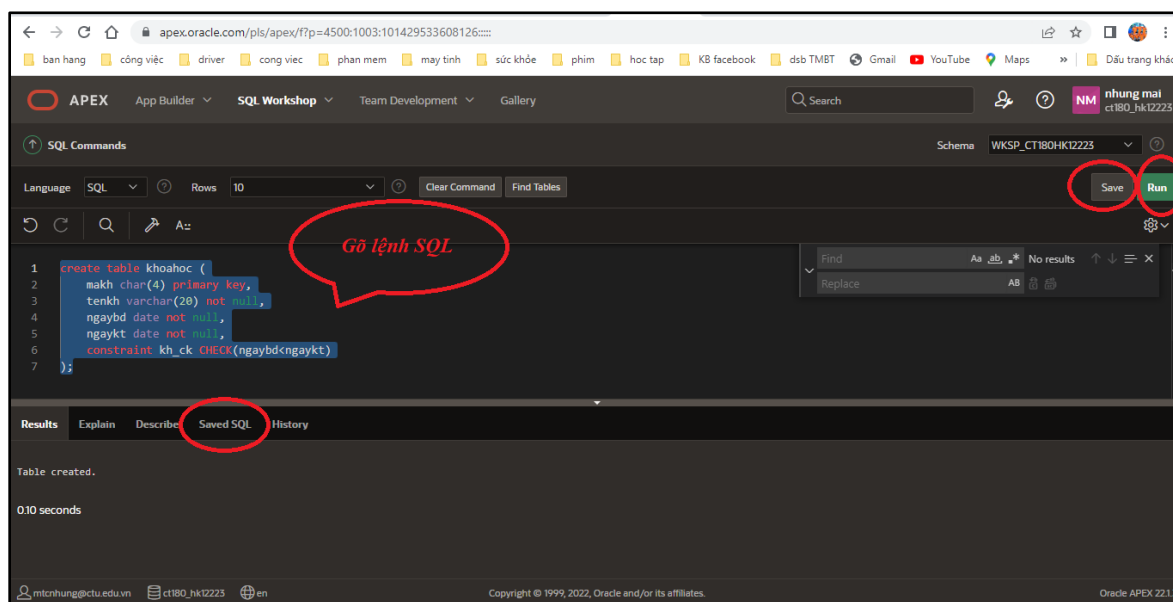 apex.oracle.com/pls/apex/f?p=4500:1003:101429533608126:::::
ban hang công việc driver cong viec phan mem may tinh sức khỏe phim hoc tap KB facebook dsb TMBT Gmail YouTube Maps » Dấu trang khác
APEX App Builder SQL Workshop Team Development Gallery Search NM nhung mai
ct180_hk12223
SQL Commands Schema WKSP_CT180HK12223
Language SQL Rows 10 Clear Command Find Tables Save Run
Gõ lệnh SQL
Find Aa ab No results
Replace AB
1 create table khoahoc (
2 makh char(4) primary key,
3 tenkh varchar(20) not null,
4 ngaybd date not null,
5 ngaykt date not null,
6 constraint kh_ck CHECK(ngaybd<ngaykt)
7 );
Results Explain Describe Saved SQL History
Table created.
0.10 seconds
mtcnhung@ctu.edu.vn ct180_hk12223 en Copyright © 1999, 2022, Oracle and/or its affiliates. Oracle APEX 22.1